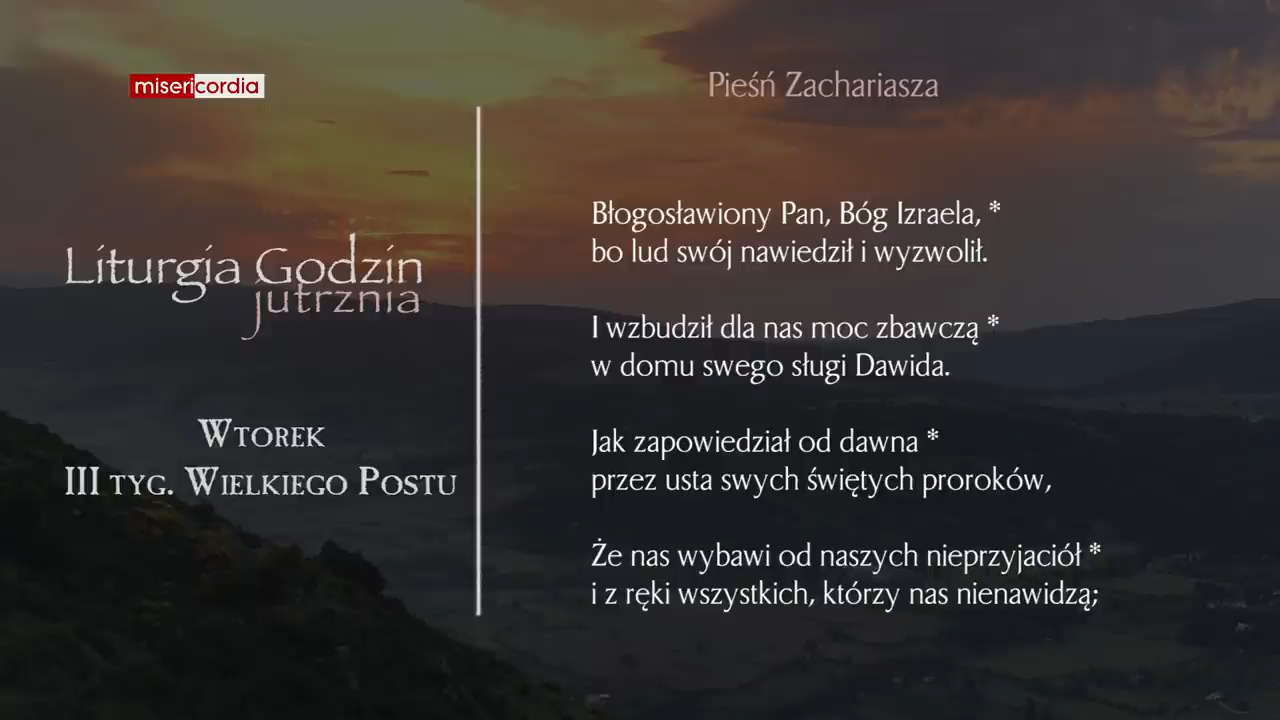 misericordia
Liturgia Godzin
jutrznia
Wtorek
III tyg. Wielkiego Postu
Pieśń Zachariasza
Błogosławiony Pan, Bóg Izraela, *
bo lud swój nawiedził i wyzwolił.
I wzbudził dla nas moc zbawczą *
w domu swego sługi Dawida.
Jak zapowiedział od dawna *
przez usta swych świętych proroków,
Że nas wybawi od naszych nieprzyjaciół *
i z ręki wszystkich, którzy nas nienawidzą;